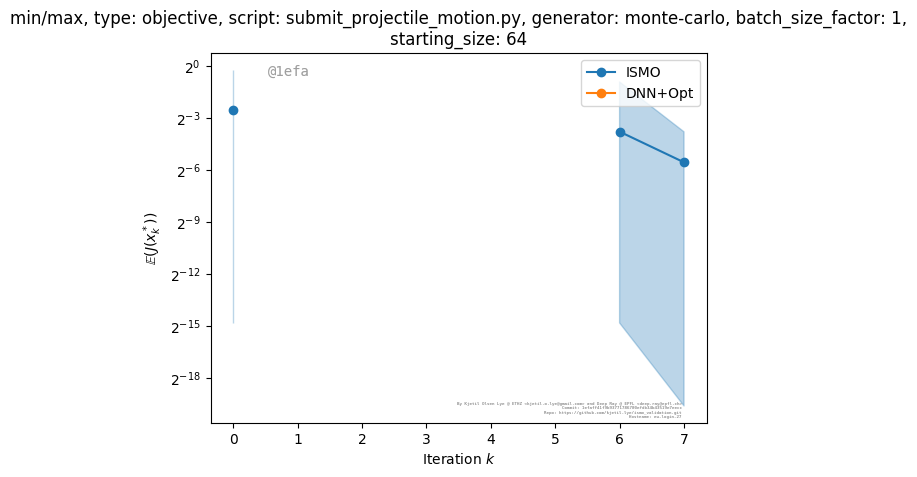 min/max, type: objective, script: submit_projectile_motion.py, generator: monte-carlo, batch_size_factor: 1,
starting_size: 64
@1efa
ISMO
DNN+Opt
2^0
2^-3
2^-6
2^-9
2^-12
2^-15
2^-18
𝔼(J(x_k^*))
0 1 2 3 4 5 6 7
Iteration k